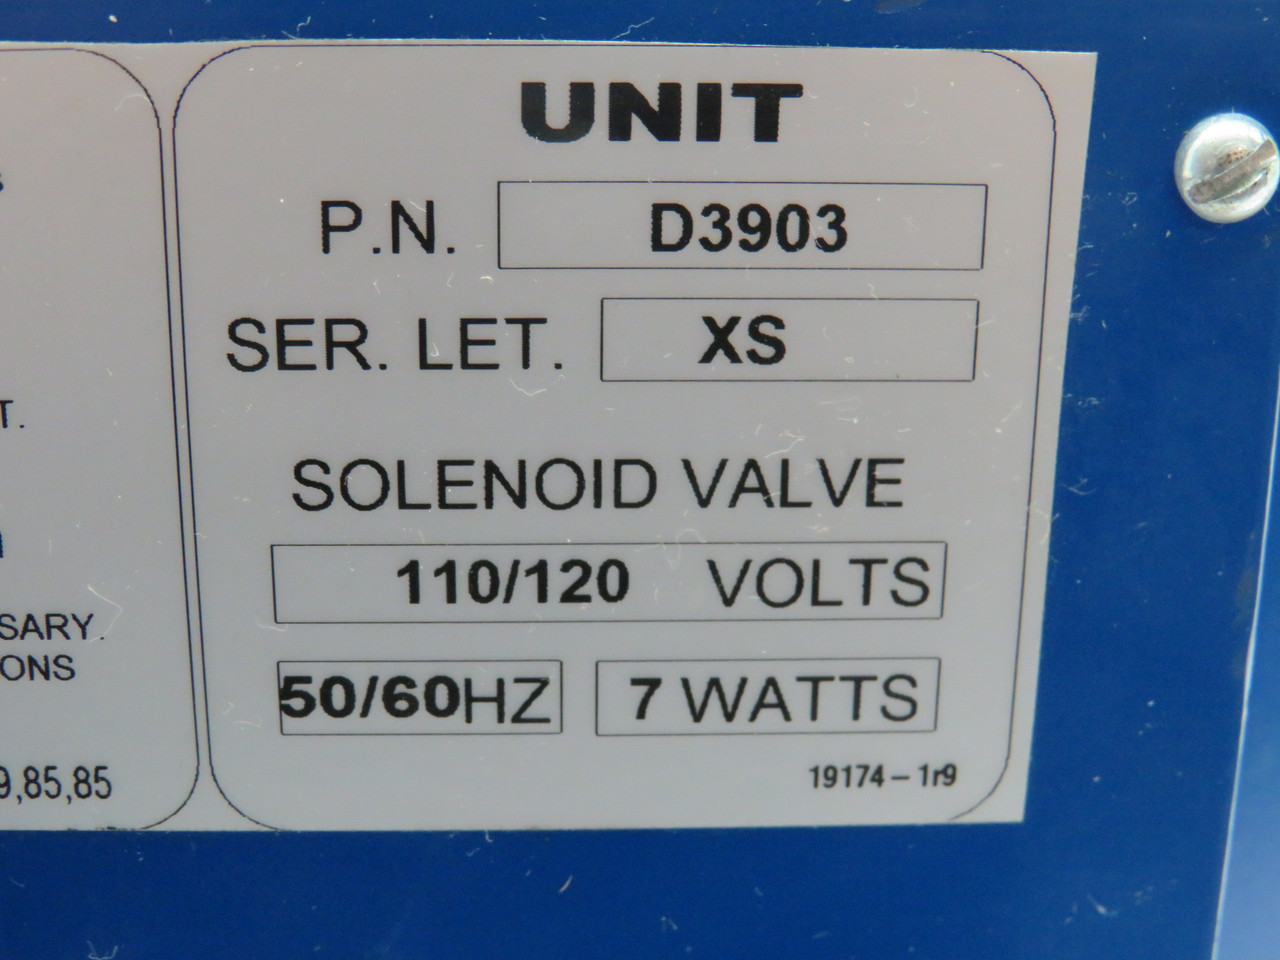 UNIT
P.N. D3903
SER. LET. XS
T.
SOLENOID VALVE
110/120 VOLTS
SARY.
IONS
50/60HZ 7 WATTS
9,85,85
19174-1r9